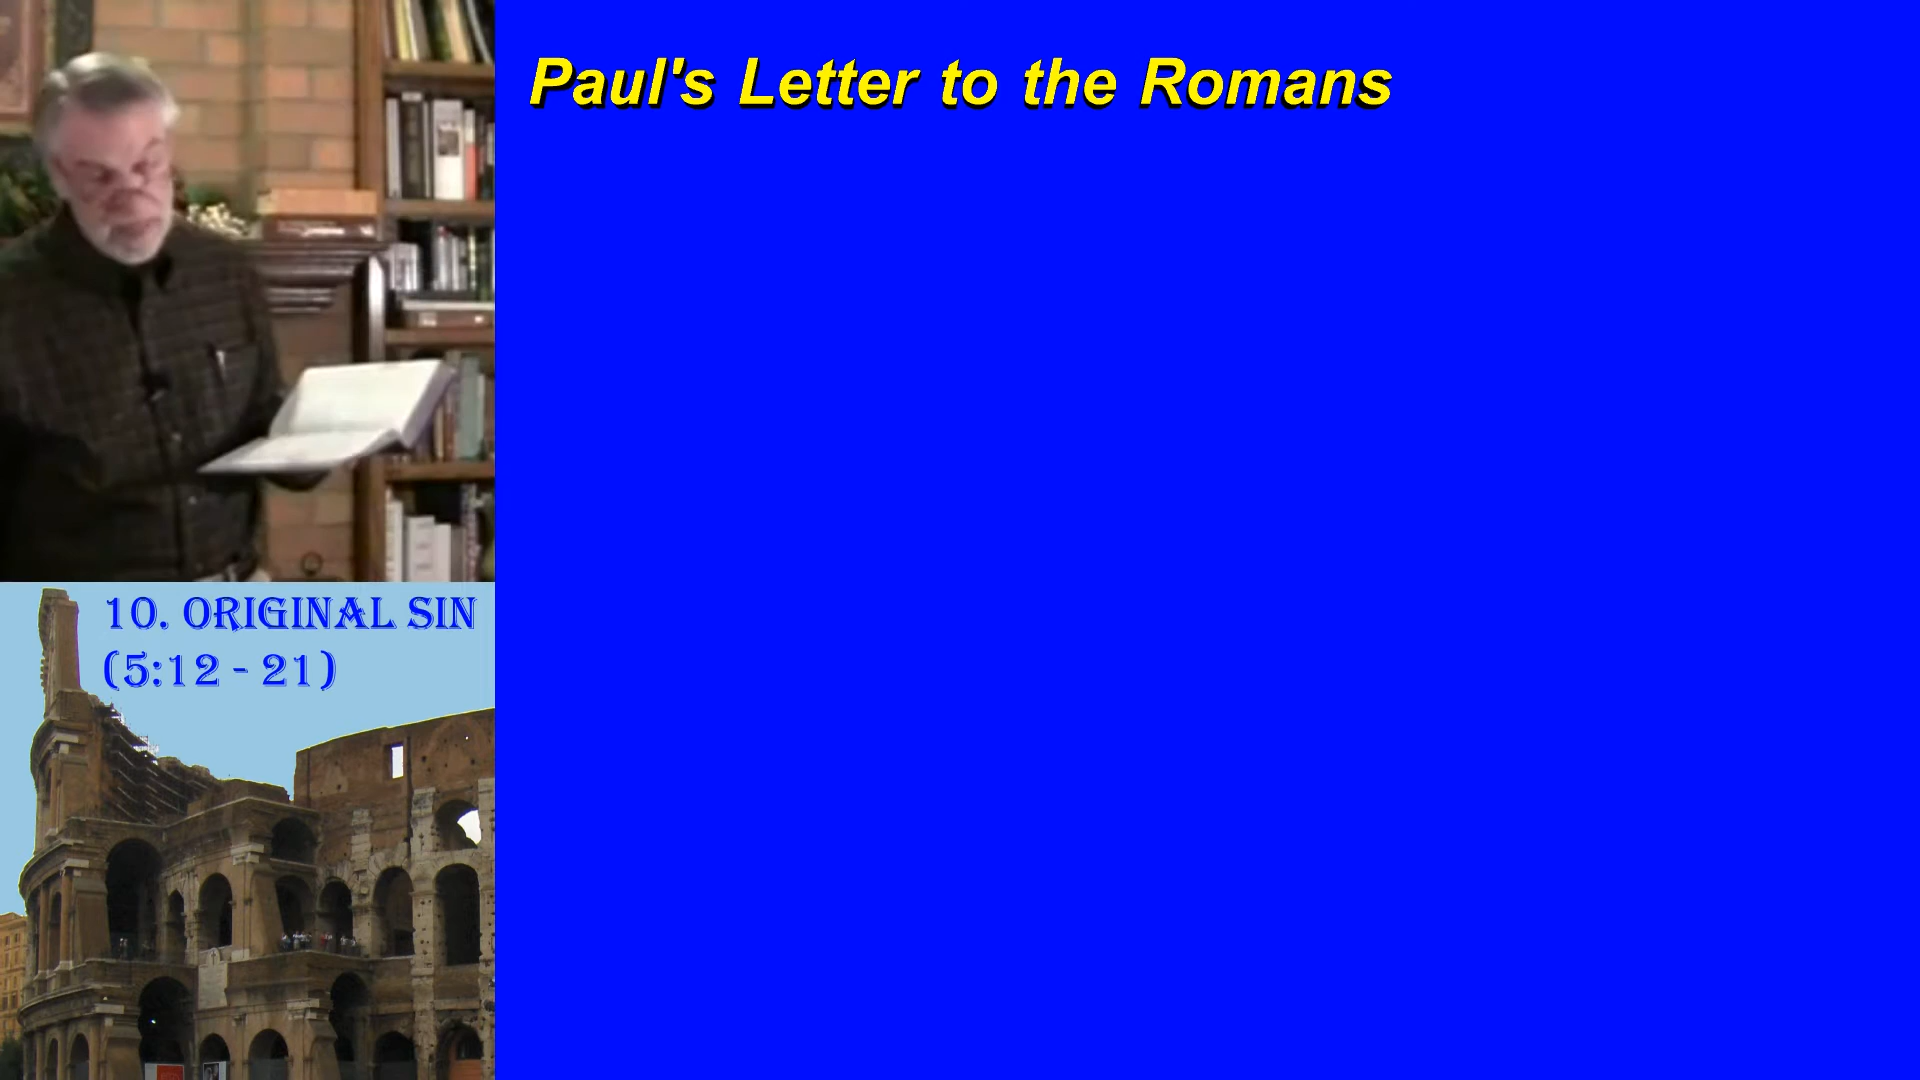 Paul's Letter to the Romans
10. ORIGINAL SIN
(5:12 - 21)